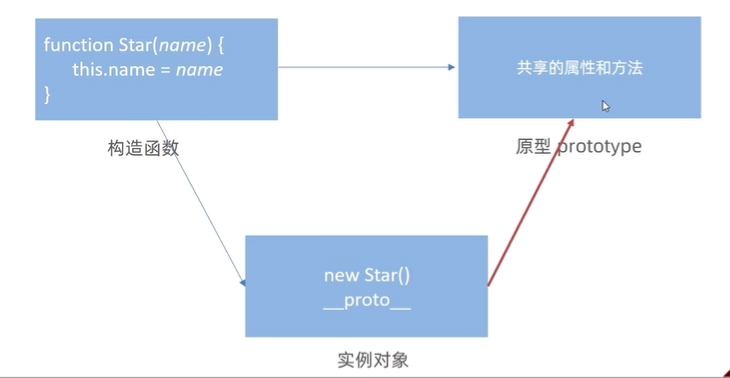 function Star(name) {
this.name = name
}
共享的属性和方法
构造函数
原型 prototype
new Star()
__proto__
实例对象